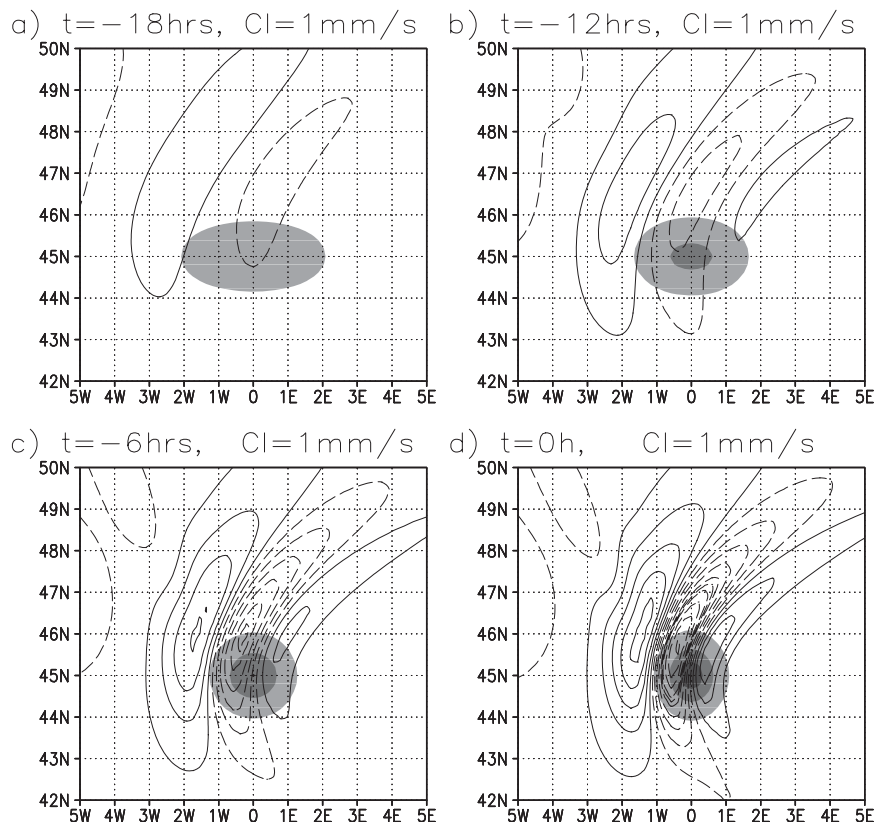 a) t=-18hrs, CI=1mm/s
50N
49N
48N
47N
46N
45N
44N
43N
42N
5W 4W 3W 2W 1W 0 1E 2E 3E 4E 5E
b) t=-12hrs, CI=1mm/s
50N
49N
48N
47N
46N
45N
44N
43N
42N
5W 4W 3W 2W 1W 0 1E 2E 3E 4E 5E
c) t=-6hrs, CI=1mm/s
50N
49N
48N
47N
46N
45N
44N
43N
42N
5W 4W 3W 2W 1W 0 1E 2E 3E 4E 5E
d) t=0h, CI=1mm/s
50N
49N
48N
47N
46N
45N
44N
43N
42N
5W 4W 3W 2W 1W 0 1E 2E 3E 4E 5E